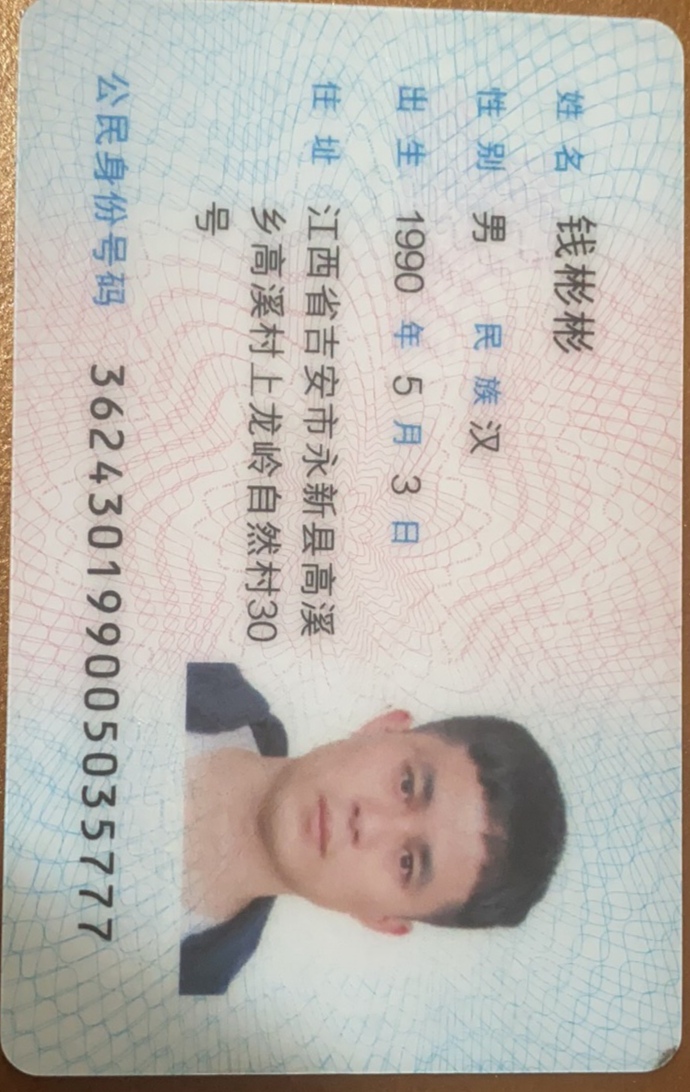 姓名 钱彬彬
性别 男 民族 汉
出生 1990 年 5 月 3 日
住址 江西省吉安市永新县高溪
乡高溪村上龙岭自然村30
号
公民身份号码 362430199005035777